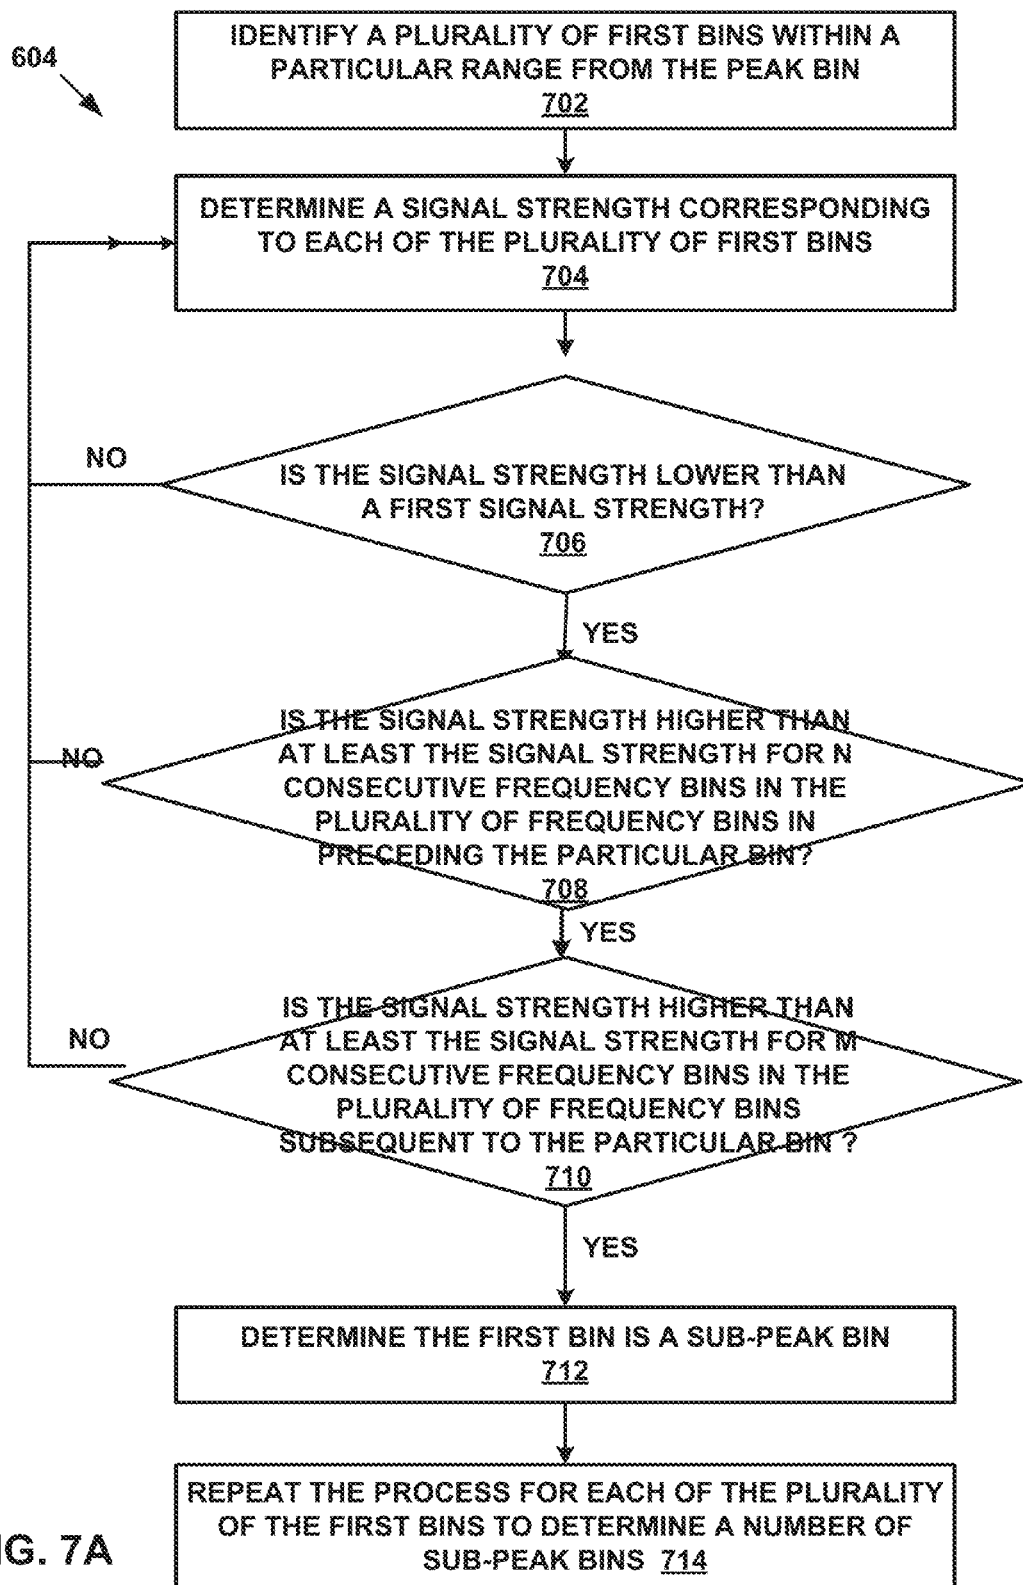 604
IDENTIFY A PLURALITY OF FIRST BINS WITHIN A
PARTICULAR RANGE FROM THE PEAK BIN
702
DETERMINE A SIGNAL STRENGTH CORRESPONDING
TO EACH OF THE PLURALITY OF FIRST BINS
704
NO
IS THE SIGNAL STRENGTH LOWER THAN
A FIRST SIGNAL STRENGTH?
706
YES
NO
IS THE SIGNAL STRENGTH HIGHER THAN
AT LEAST THE SIGNAL STRENGTH FOR N
CONSECUTIVE FREQUENCY BINS IN THE
PLURALITY OF FREQUENCY BINS IN
PRECEDING THE PARTICULAR BIN?
708
YES
NO
IS THE SIGNAL STRENGTH HIGHER THAN
AT LEAST THE SIGNAL STRENGTH FOR M
CONSECUTIVE FREQUENCY BINS IN THE
PLURALITY OF FREQUENCY BINS
SUBSEQUENT TO THE PARTICULAR BIN ?
710
YES
DETERMINE THE FIRST BIN IS A SUB-PEAK BIN
712
REPEAT THE PROCESS FOR EACH OF THE PLURALITY
OF THE FIRST BINS TO DETERMINE A NUMBER OF
SUB-PEAK BINS 714
IG. 7A